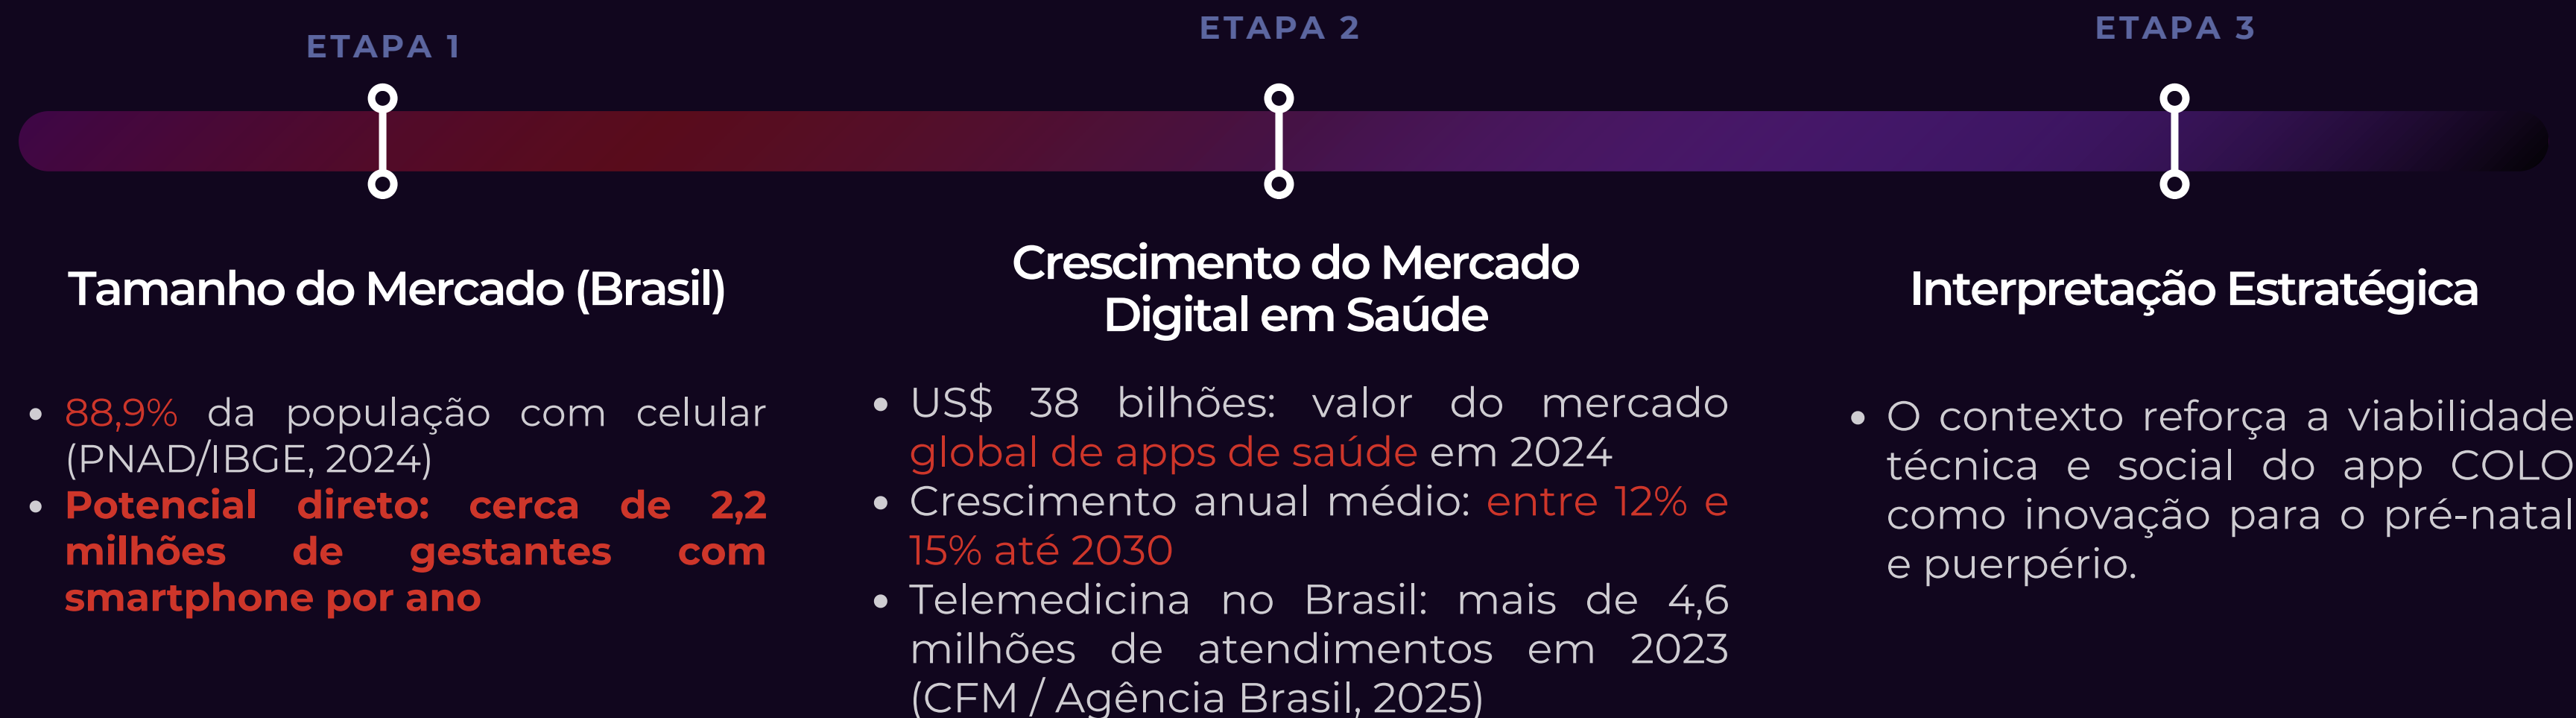 ETAPA 1
Tamanho do Mercado (Brasil)
• 88,9% da população com celular
(PNAD/IBGE, 2024)
• Potencial direto: cerca de 2,2
milhões de gestantes com
smartphone por ano
ETAPA 2
Crescimento do Mercado
Digital em Saúde
• US$ 38 bilhões: valor do mercado
global de apps de saúde em 2024
• Crescimento anual médio: entre 12% e
15% até 2030
• Telemedicina no Brasil: mais de 4,6
milhões de atendimentos em 2023
(CFM / Agência Brasil, 2025)
ETAPA 3
Interpretação Estratégica
• O contexto reforça a viabilidade
técnica e social do app COLO
como inovação para o pré-natal
e puerpério.